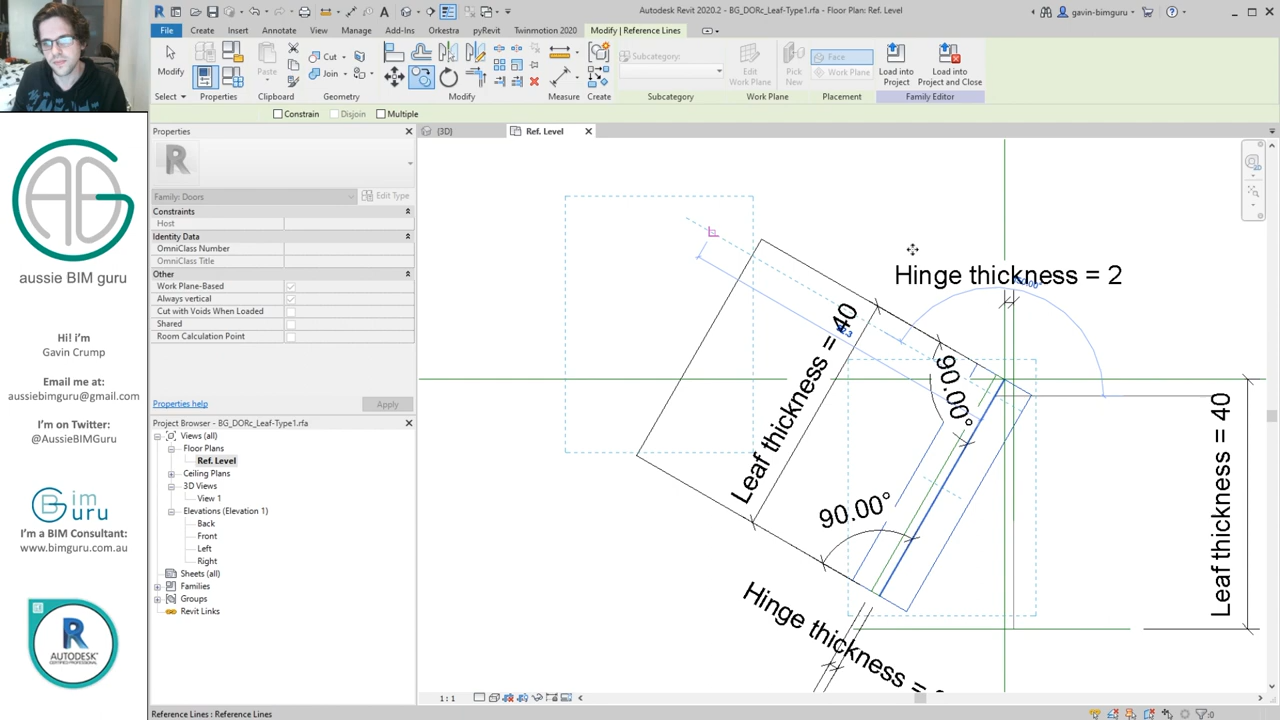 Autodesk Revit 2020.2 - BG_DORc_Leaf-Type1.rfa - Floor Plan: Ref. Level
gavin-bimguru
File Create Insert Annotate View Manage Add-Ins Orkestra pyRevit Twinmotion 2020 Modify | Reference Lines
Modify
Paste
Cut
Join
Subcategory:
Edit
Work Plane
Pick
New
Face
Work Plane
Load into
Project
Load into
Project and Close
Select Properties Clipboard Geometry Modify Measure Create Subcategory Work Plane Placement Family Editor
Constrain Disjoin Multiple
Properties
(3D)
Ref. Level
Family: Doors
Edit Type
Constraints
Host
Identity Data
OmniClass Number
OmniClass Title
Other
Work Plane-Based
Always vertical
Cut with Voids When Loaded
Shared
Room Calculation Point
Properties help
Apply
Project Browser - BG_DORc_Leaf-Type1.rfa
Views (all)
Floor Plans
Ref. Level
Ceiling Plans
3D Views
View 1
Elevations (Elevation 1)
Back
Front
Left
Right
Sheets (all)
Families
Groups
Revit Links
Hinge thickness = 2
Leaf thickness = 40
90.00°
90.00°
Leaf thickness = 40
Hinge thickness =
1:1
Reference Lines : Reference Lines
:0
aussie BIM guru
Hi! i'm
Gavin Crump
Email me at:
aussiebimguru@gmail.com
I'm on Twitter:
@AussieBIMGuru
Bim
Guru
I'm a BIM Consultant:
www.bimguru.com.au
R
AUTODESK